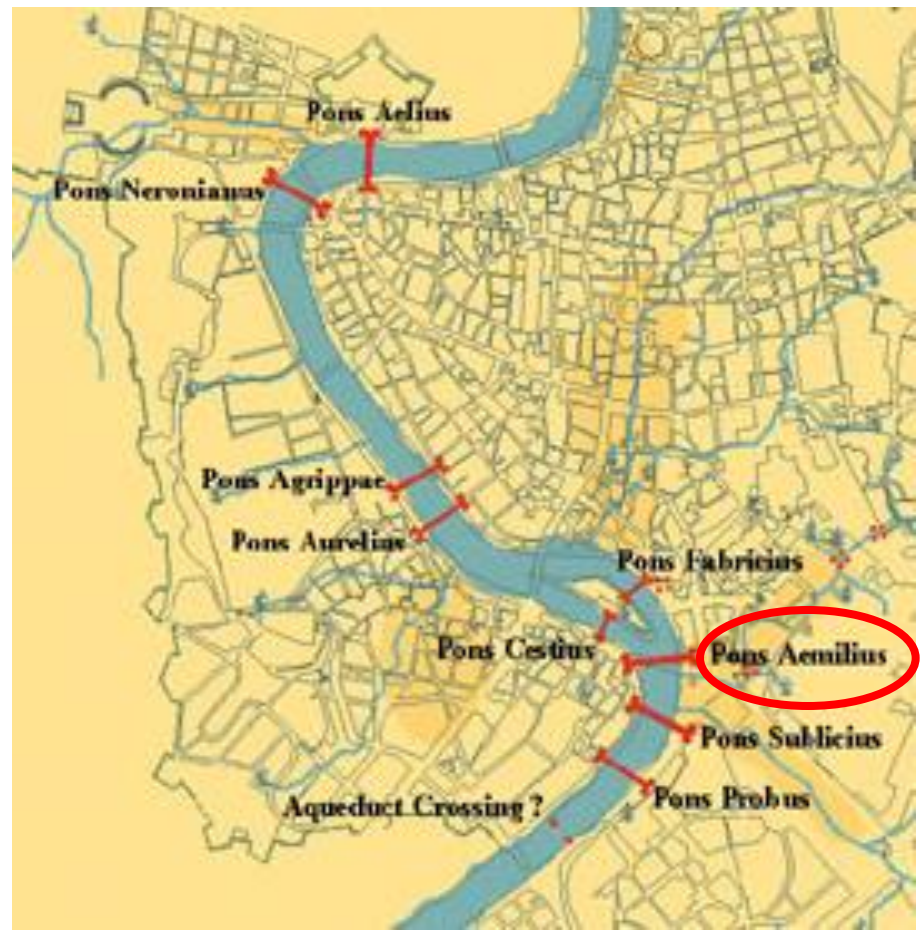 Pons Aelius
Pons Neronianus
Pons Agrippae
Pons Aurelius
Pons Fabricius
Pons Cestius
Pons Aemilius
Pons Sublicius
Pons Probus
Aqueduct Crossing ?